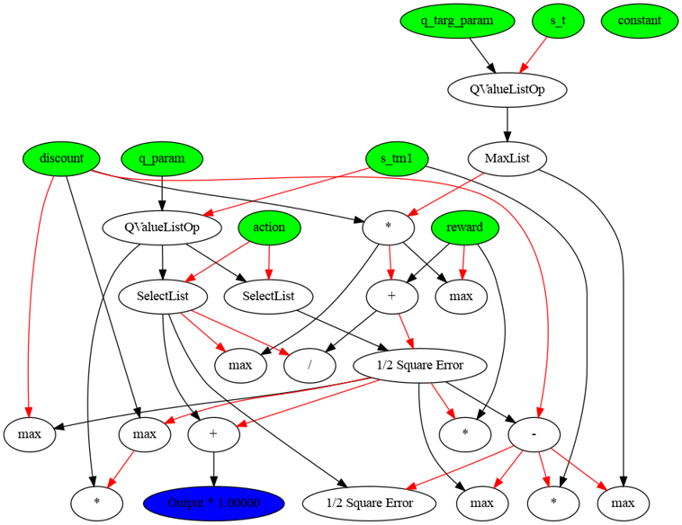 q_targ_param
s_t
constant
QValueListOp
discount
q_param
s_tm1
MaxList
QValueListOp
action
*
reward
SelectList
SelectList
+
max
max
/
1/2 Square Error
max
max
+
*
-
*
Output * 1.00000
1/2 Square Error
max
*
max